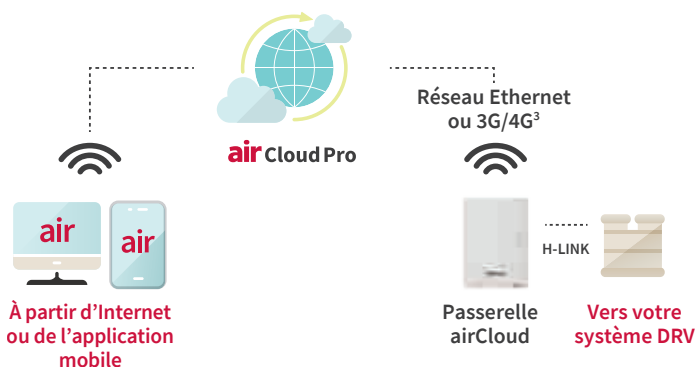 Réseau Ethernet
ou 3G/4G³
air Cloud Pro
air
air
H-LINK
À partir d’Internet
ou de l’application
mobile
Passerelle
airCloud
Vers votre
système DRV